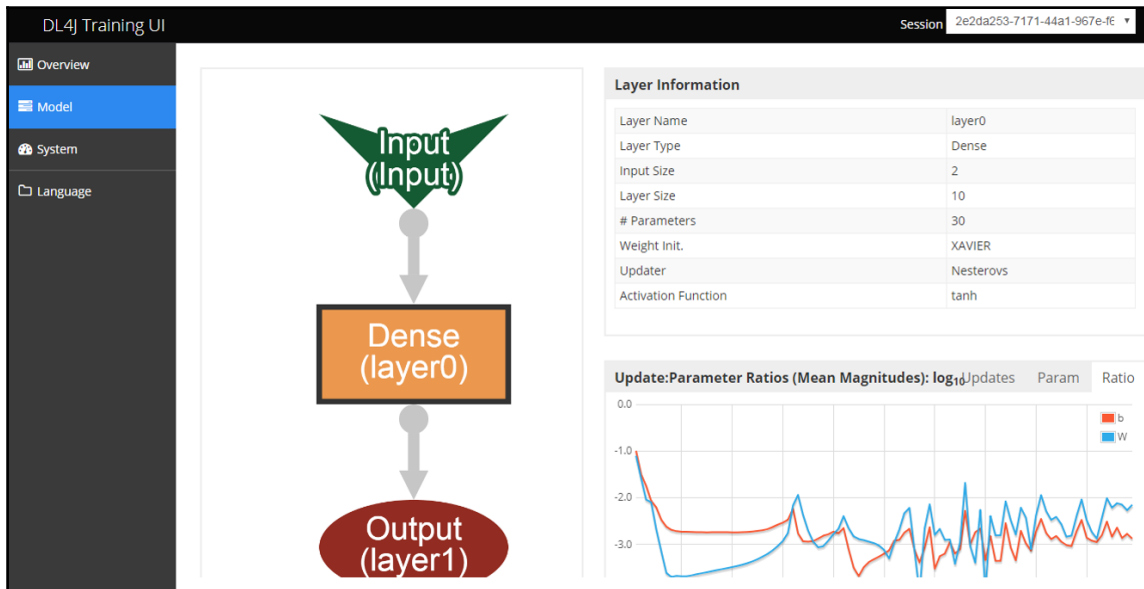 DL4J Training UI
Session 2e2da253-7171-44a1-967e-f6
Overview
Model
System
Language
Input
(Input)
Dense
(layer0)
Output
(layer1)
Layer Information
Layer Name layer0
Layer Type Dense
Input Size 2
Layer Size 10
# Parameters 30
Weight Init. XAVIER
Updater Nesterovs
Activation Function tanh
Update:Parameter Ratios (Mean Magnitudes): log₁₀ Updates Param Ratio
0.0
b
W
-1.0
-2.0
-3.0